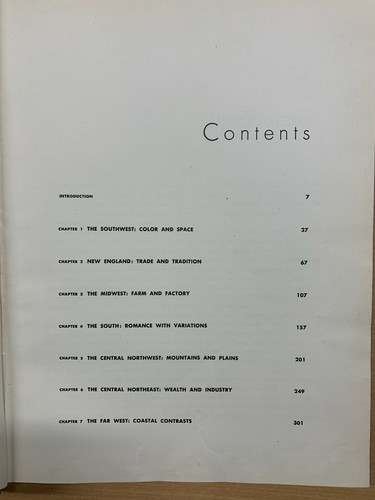 Contents
INTRODUCTION 7
CHAPTER 1 THE SOUTHWEST: COLOR AND SPACE 27
CHAPTER 2 NEW ENGLAND: TRADE AND TRADITION 67
CHAPTER 3 THE MIDWEST: FARM AND FACTORY 107
CHAPTER 4 THE SOUTH: ROMANCE WITH VARIATIONS 157
CHAPTER 5 THE CENTRAL NORTHWEST: MOUNTAINS AND PLAINS 201
CHAPTER 6 THE CENTRAL NORTHEAST: WEALTH AND INDUSTRY 249
CHAPTER 7 THE FAR WEST: COASTAL CONTRASTS 301